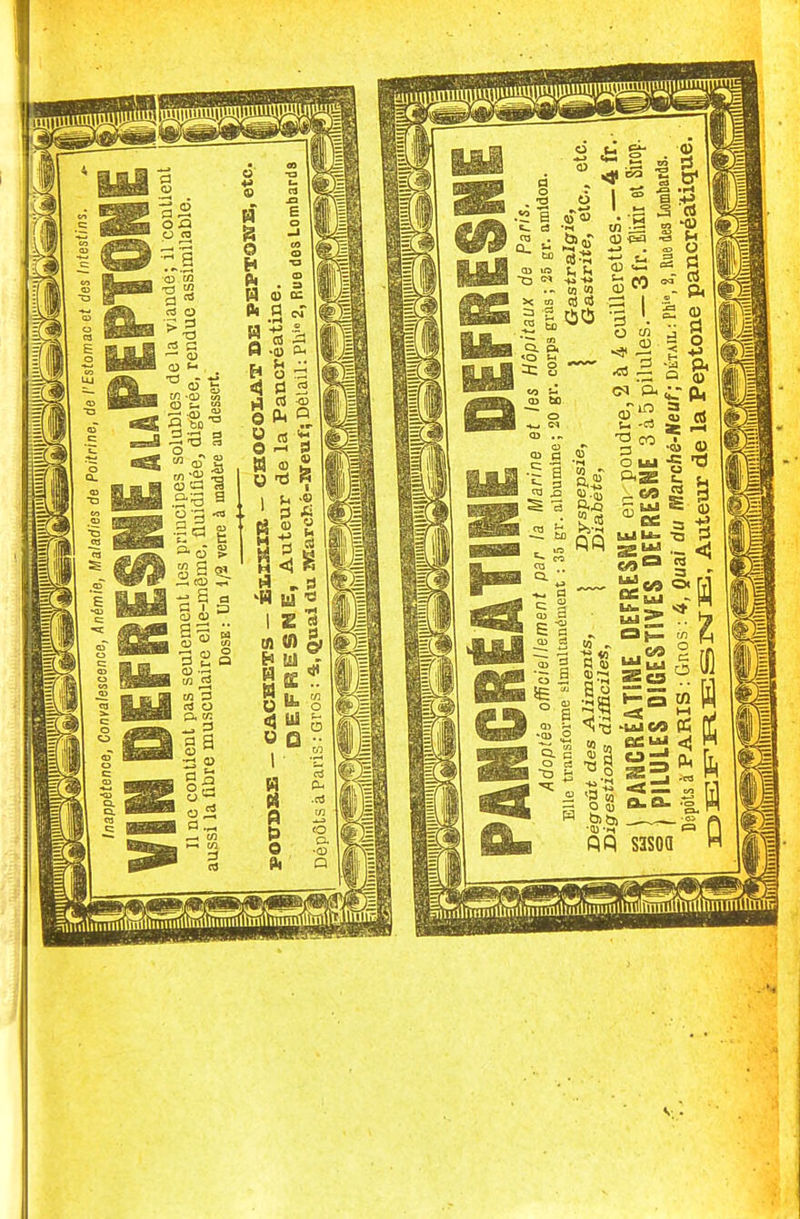 Inappétence, Convalescence, Anémie, Maladies de Poitrine, de l'Estomac et des Intestins.
VIN DEFRESNE A LA PEPTONE
Il ne contient pas seulement les principes solubles de la viande; il contient
aussi la fibre musculaire elle-même, fluidifiée, digérée, rendue assimilable.
DOSE: Un 1/2 verre à madère au dessert.
POUDRE — CACHETS — ÉLIXIR — CHOCOLAT DE PEPTONE, etc.
DEFRESNE, Auteur de la Pancréatine.
Dépôts à Paris: Gros: 4, Quai du Marché-Neuf; Détail: Phie 2, Rue des Lombards
PANCRÉATINE DEFRESNE
Adoptée officiellement par la Marine et les Hôpitaux de Paris.
Elle transforme simultanément: 35 gr. albumine; 20 gr. corps gras; 25 gr. amidon.
Dégoût des Aliments, Dyspepsie, Gastralgie, etc.
Digestions difficiles, Diabète, Gastrite, etc., etc.
DOSES
PANCRÉATINE DEFRESNE en poudre, 2 à 4 cuillerettes. — 4 fr.
PILULES DIGESTIVES DEFRESNE 3 à 5 pilules. — 3 fr. Élixir et Sirop.
Dépôts à PARIS: GROS: 4, Quai du Marché-Neuf; DÉTAIL: Phie, 2, Rue des Lombards.
DEFRESNE, Auteur de la Peptone pancréatique.